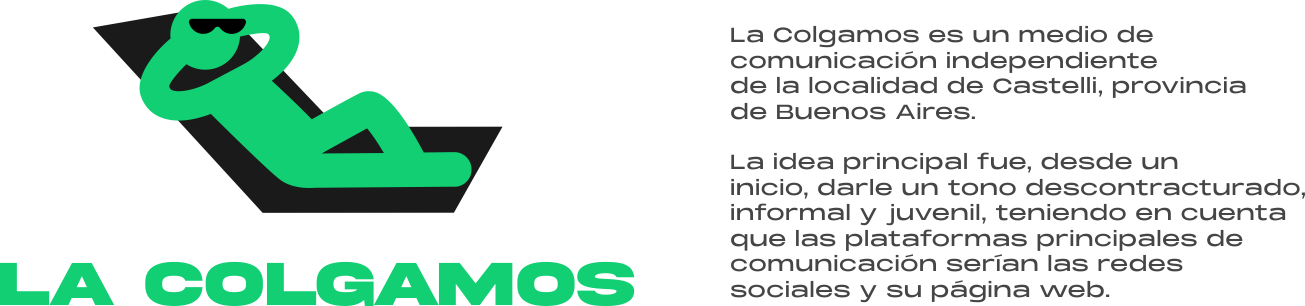 La Colgamos es un medio de
comunicación independiente
de la localidad de Castelli, provincia
de Buenos Aires.
La idea principal fue, desde un
inicio, darle un tono descontracturado,
informal y juvenil, teniendo en cuenta
que las plataformas principales de
comunicación serían las redes
sociales y su página web.
LA COLGAMOS